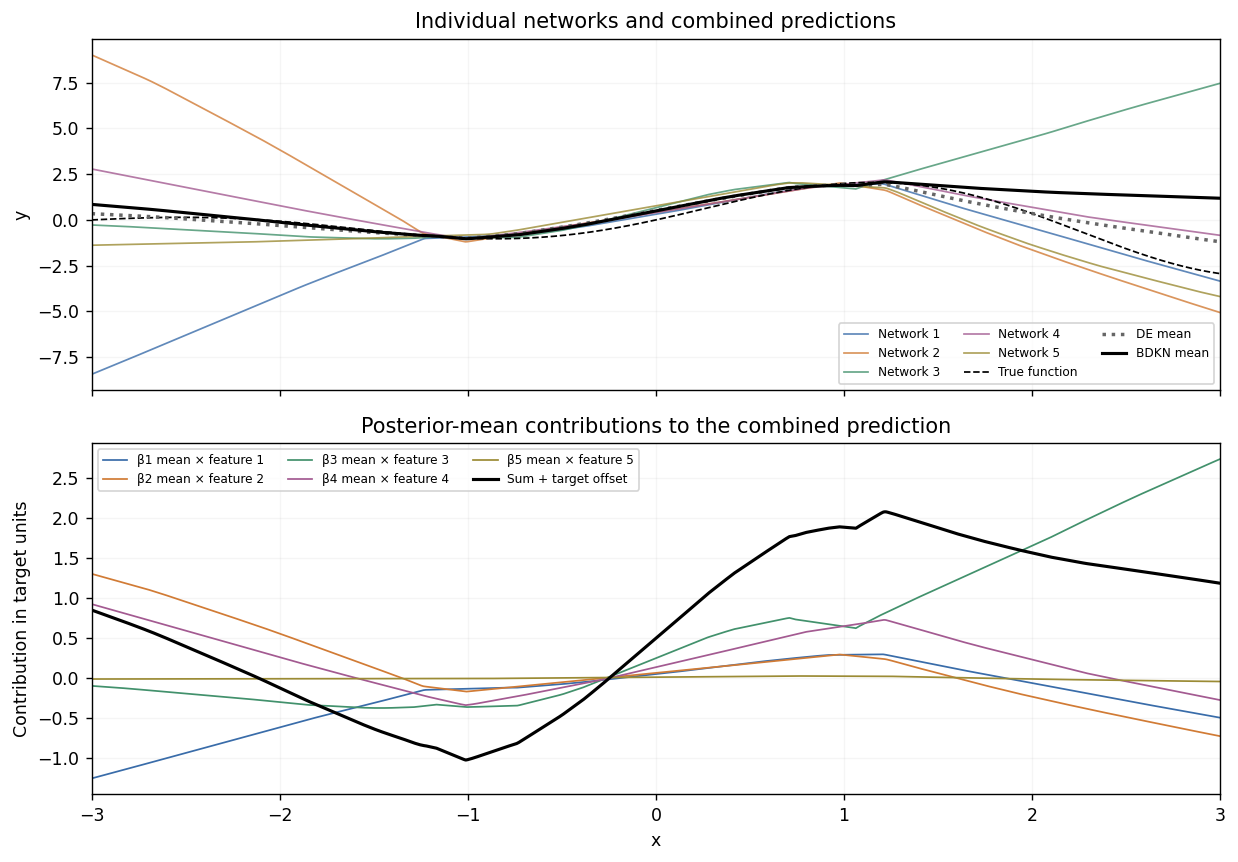 Individual networks and combined predictions
y
7.5
5.0
2.5
0.0
−2.5
−5.0
−7.5
Network 1
Network 2
Network 3
Network 4
Network 5
True function
DE mean
BDKN mean
Posterior-mean contributions to the combined prediction
Contribution in target units
2.5
2.0
1.5
1.0
0.5
0.0
−0.5
−1.0
β1 mean × feature 1
β2 mean × feature 2
β3 mean × feature 3
β4 mean × feature 4
β5 mean × feature 5
Sum + target offset
−3 −2 −1 0 1 2 3
x